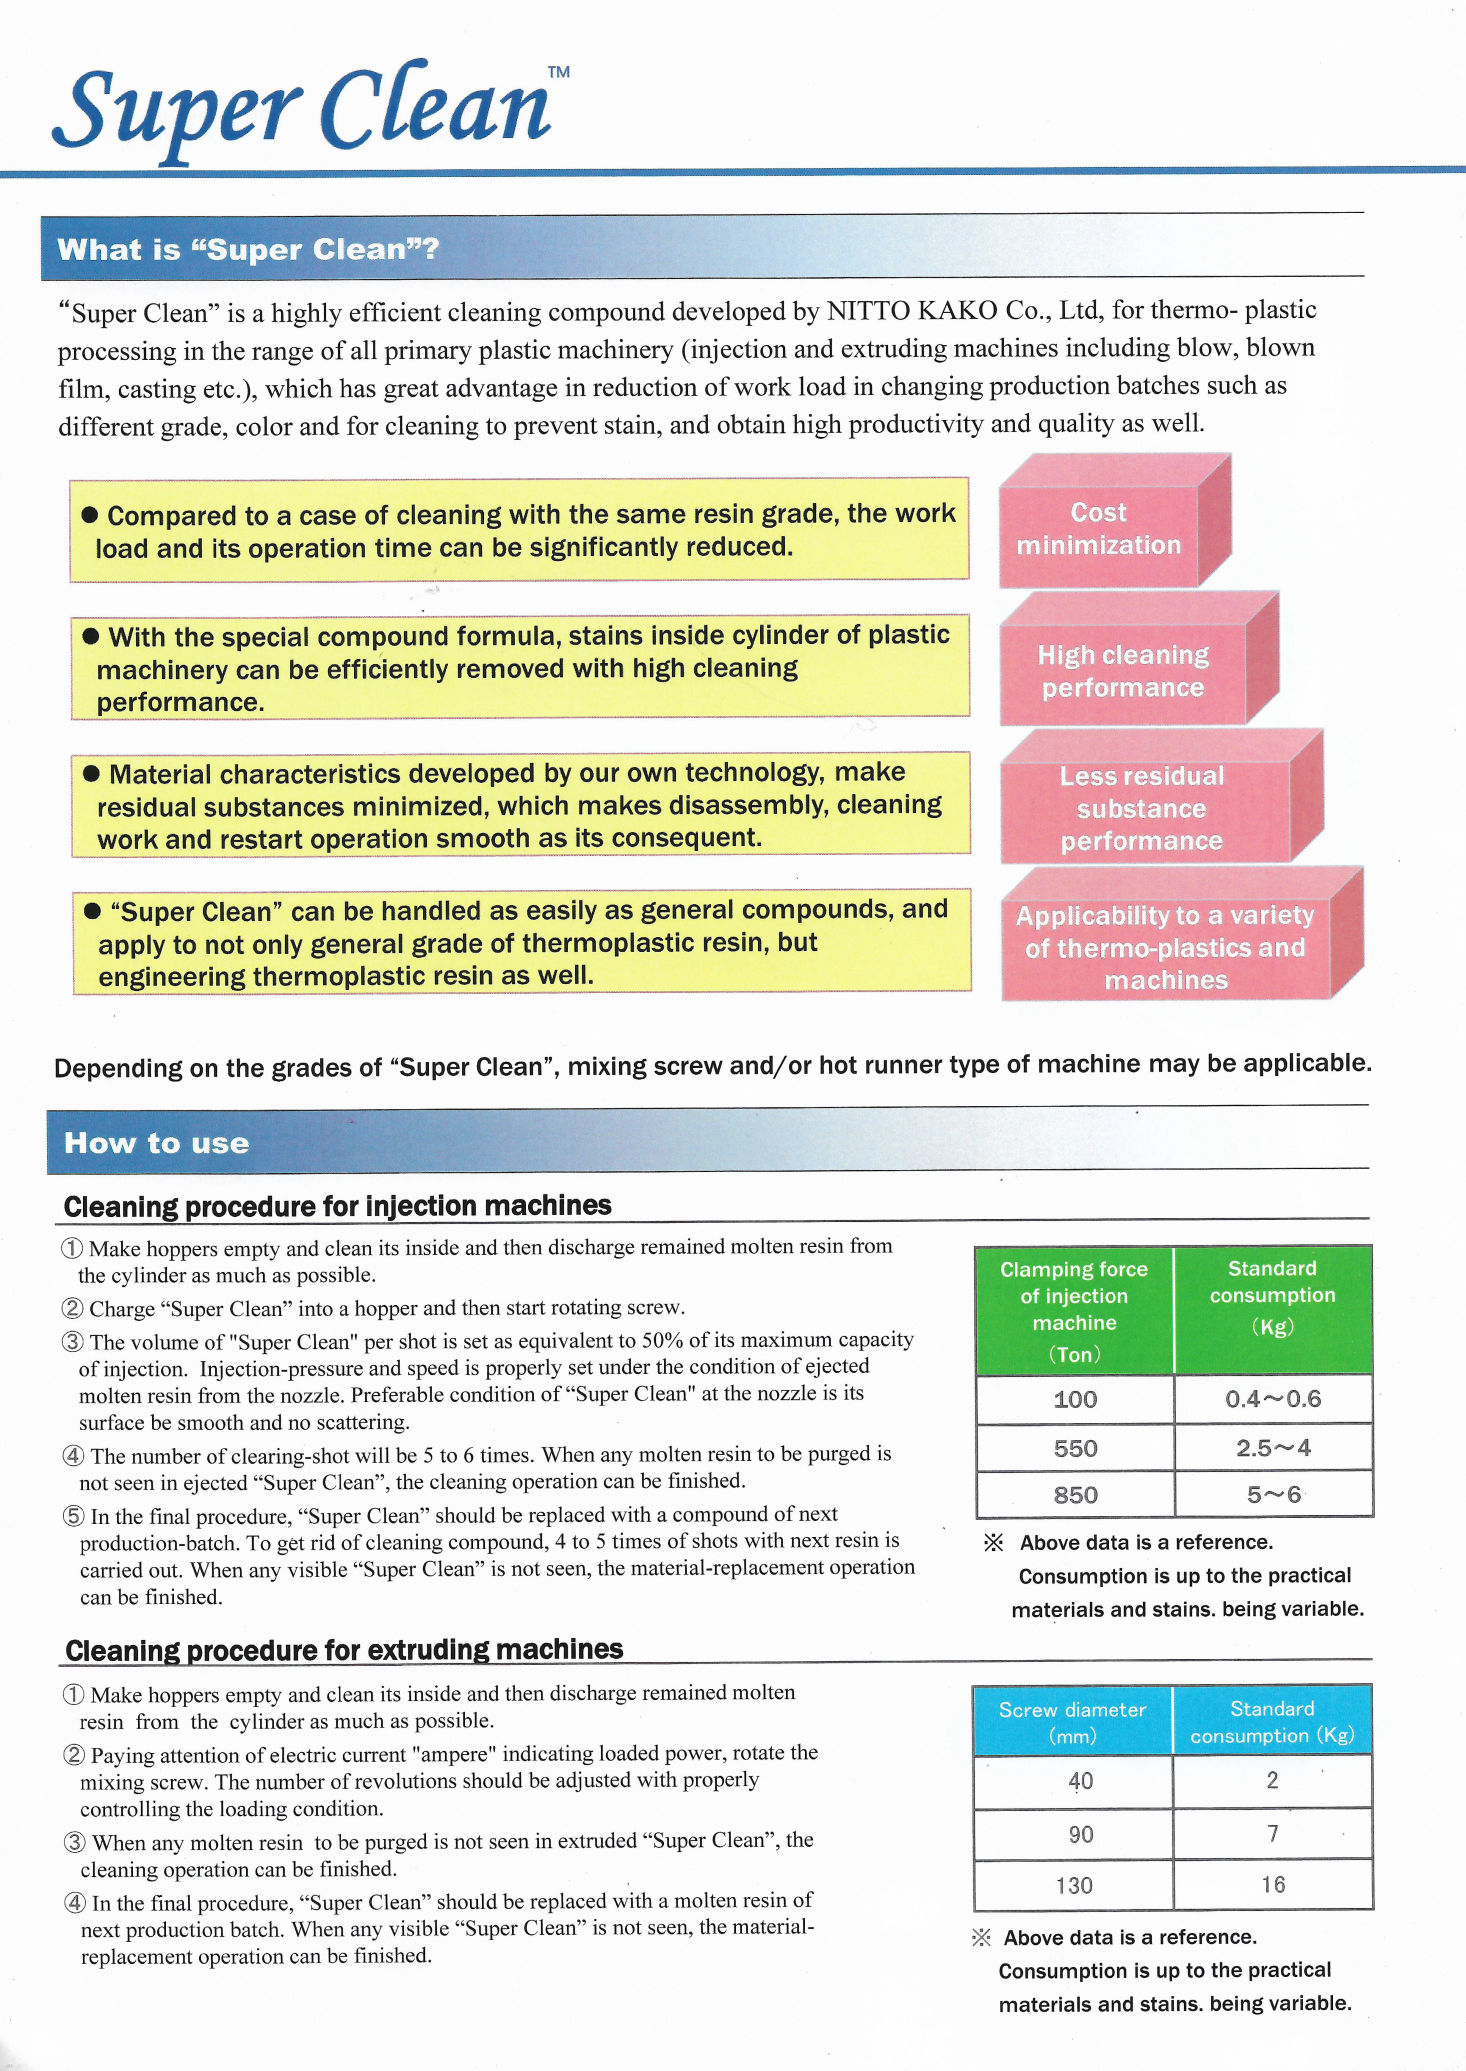 Super Clean™
What is “Super Clean”?
“Super Clean” is a highly efficient cleaning compound developed by NITTO KAKO Co., Ltd, for thermo- plastic
processing in the range of all primary plastic machinery (injection and extruding machines including blow, blown
film, casting etc.), which has great advantage in reduction of work load in changing production batches such as
different grade, color and for cleaning to prevent stain, and obtain high productivity and quality as well.
● Compared to a case of cleaning with the same resin grade, the work
load and its operation time can be significantly reduced.
Cost
minimization
● With the special compound formula, stains inside cylinder of plastic
machinery can be efficiently removed with high cleaning
performance.
High cleaning
performance
● Material characteristics developed by our own technology, make
residual substances minimized, which makes disassembly, cleaning
work and restart operation smooth as its consequent.
Less residual
substance
performance
● “Super Clean” can be handled as easily as general compounds, and
apply to not only general grade of thermoplastic resin, but
engineering thermoplastic resin as well.
Applicability to a variety
of thermo-plastics and
machines
Depending on the grades of “Super Clean”, mixing screw and/or hot runner type of machine may be applicable.
How to use
Cleaning procedure for injection machines
① Make hoppers empty and clean its inside and then discharge remained molten resin from
the cylinder as much as possible.
② Charge “Super Clean” into a hopper and then start rotating screw.
③ The volume of "Super Clean" per shot is set as equivalent to 50% of its maximum capacity
of injection.  Injection-pressure and speed is properly set under the condition of ejected
molten resin from the nozzle. Preferable condition of “Super Clean" at the nozzle is its
surface be smooth and no scattering.
④ The number of clearing-shot will be 5 to 6 times. When any molten resin to be purged is
not seen in ejected “Super Clean”, the cleaning operation can be finished.
⑤ In the final procedure, “Super Clean” should be replaced with a compound of next
production-batch. To get rid of cleaning compound, 4 to 5 times of shots with next resin is
carried out. When any visible “Super Clean” is not seen, the material-replacement operation
can be finished.
Clamping force
of injection
machine
(Ton)
Standard
consumption
(Kg)
100 0.4～0.6
550 2.5～4
850 5～6
※ Above data is a reference.
Consumption is up to the practical
materials and stains. being variable.
Cleaning procedure for extruding machines
① Make hoppers empty and clean its inside and then discharge remained molten
resin  from  the  cylinder as much as possible.
② Paying attention of electric current "ampere" indicating loaded power, rotate the
mixing screw. The number of revolutions should be adjusted with properly
controlling the loading condition.
③ When any molten resin  to be purged is not seen in extruded “Super Clean”, the
cleaning operation can be finished.
④ In the final procedure, “Super Clean” should be replaced with a molten resin of
next production batch. When any visible “Super Clean” is not seen, the material-
replacement operation can be finished.
Screw diameter
(mm)
Standard
consumption (Kg)
40 2
90 7
130 16
※ Above data is a reference.
Consumption is up to the practical
materials and stains. being variable.